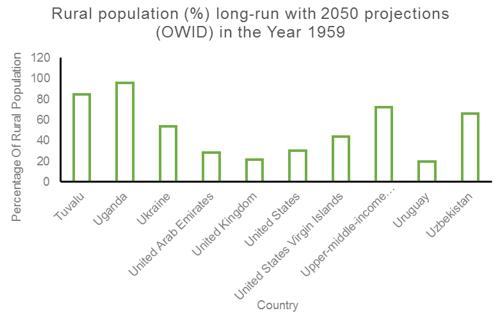 Rural population (%) long-run with 2050 projections
(OWID) in the Year 1959
Percentage Of Rural Population
120
100
80
60
40
20
0
Tuvalu
Uganda
Ukraine
United Arab Emirates
United Kingdom
United States
United States Virgin Islands
Upper-middle-income...
Uruguay
Uzbekistan
Country